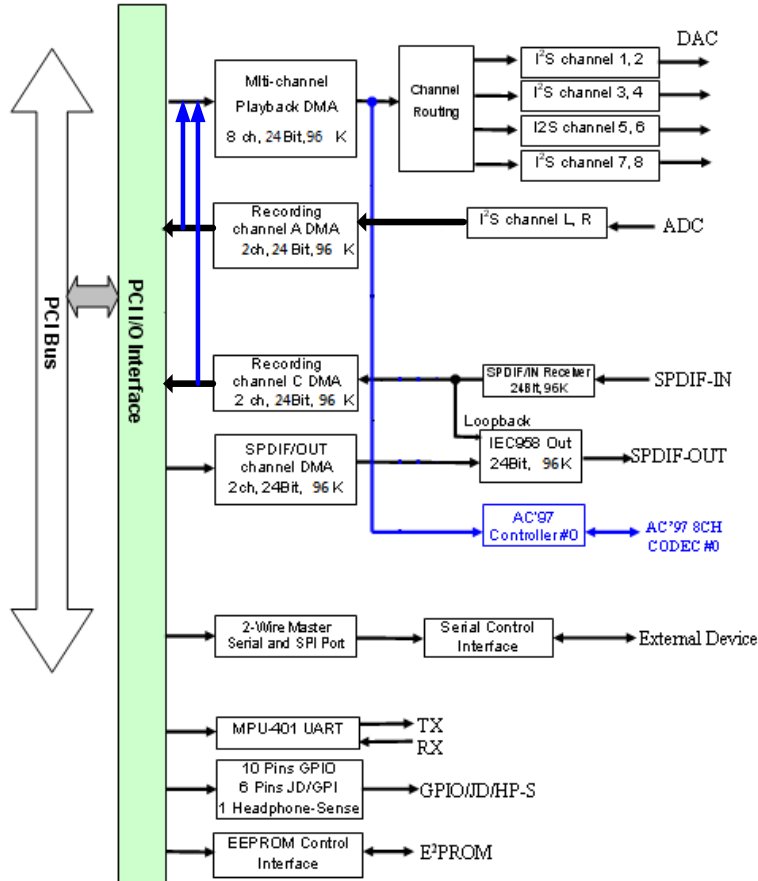 PCI Bus
PCI I/O Interface
Mlti-channel
Playback DMA
8 ch, 24Bit, 96 K
Channel
Routing
I²S channel 1, 2
I²S channel 3, 4
I2S channel 5, 6
I²S channel 7, 8
DAC
Recording
channel A DMA
2ch, 24 Bit, 96 K
I²S channel L, R
ADC
Recording
channel C DMA
2 ch, 24Bit, 96 K
SPDIF/IN Receiver
24Bit, 96K
SPDIF-IN
Loopback
SPDIF/OUT
channel DMA
2ch, 24Bit, 96K
IEC958 Out
24Bit, 96K
SPDIF-OUT
AC'97
Controller #0
AC'97 8CH
CODEC #0
2-Wire Master
Serial and SPI Port
Serial Control
Interface
External Device
MPU-401 UART
TX
RX
10 Pins GPIO
6 Pins JD/GPI
1 Headphone-Sense
GPIO/JD/HP-S
EEPROM Control
Interface
E²PROM